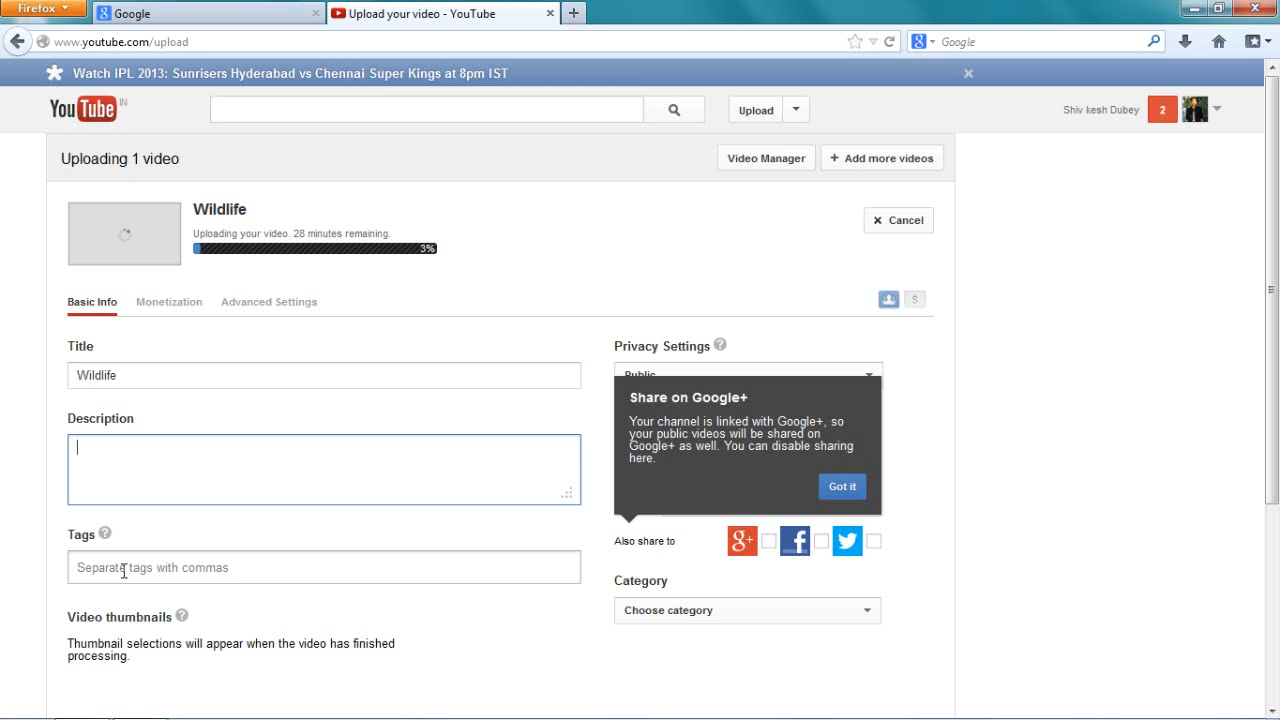 Firefox
Google
Upload your video - YouTube
www.youtube.com/upload
Google
Watch IPL 2013: Sunrisers Hyderabad vs Chennai Super Kings at 8pm IST
YouTube IN
Upload
Shiv kesh Dubey
2
Uploading 1 video
Video Manager
+ Add more videos
Wildlife
Cancel
Uploading your video. 28 minutes remaining.
3%
Basic Info
Monetization
Advanced Settings
$
Title
Wildlife
Privacy Settings ?
Public
Share on Google+
Your channel is linked with Google+, so
your public videos will be shared on
Google+ as well. You can disable sharing
here.
Got it
Description
Tags ?
Separate tags with commas
Also share to
g+
f
Category
Choose category
Video thumbnails ?
Thumbnail selections will appear when the video has finished
processing.